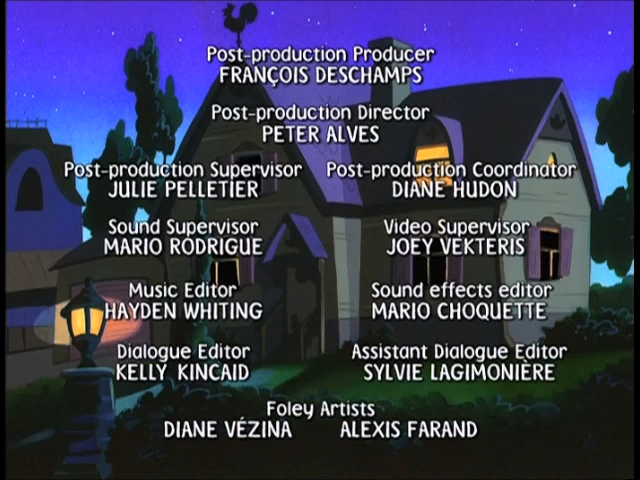 Post-production Producer
FRANÇOIS DESCHAMPS
Post-production Director
PETER ALVES
Post-production Supervisor
JULIE PELLETIER
Post-production Coordinator
DIANE HUDON
Sound Supervisor
MARIO RODRIGUE
Video Supervisor
JOEY VEKTERIS
Music Editor
HAYDEN WHITING
Sound effects editor
MARIO CHOQUETTE
Dialogue Editor
KELLY KINCAID
Assistant Dialogue Editor
SYLVIE LAGIMONIÈRE
Foley Artists
DIANE VÉZINA ALEXIS FARAND